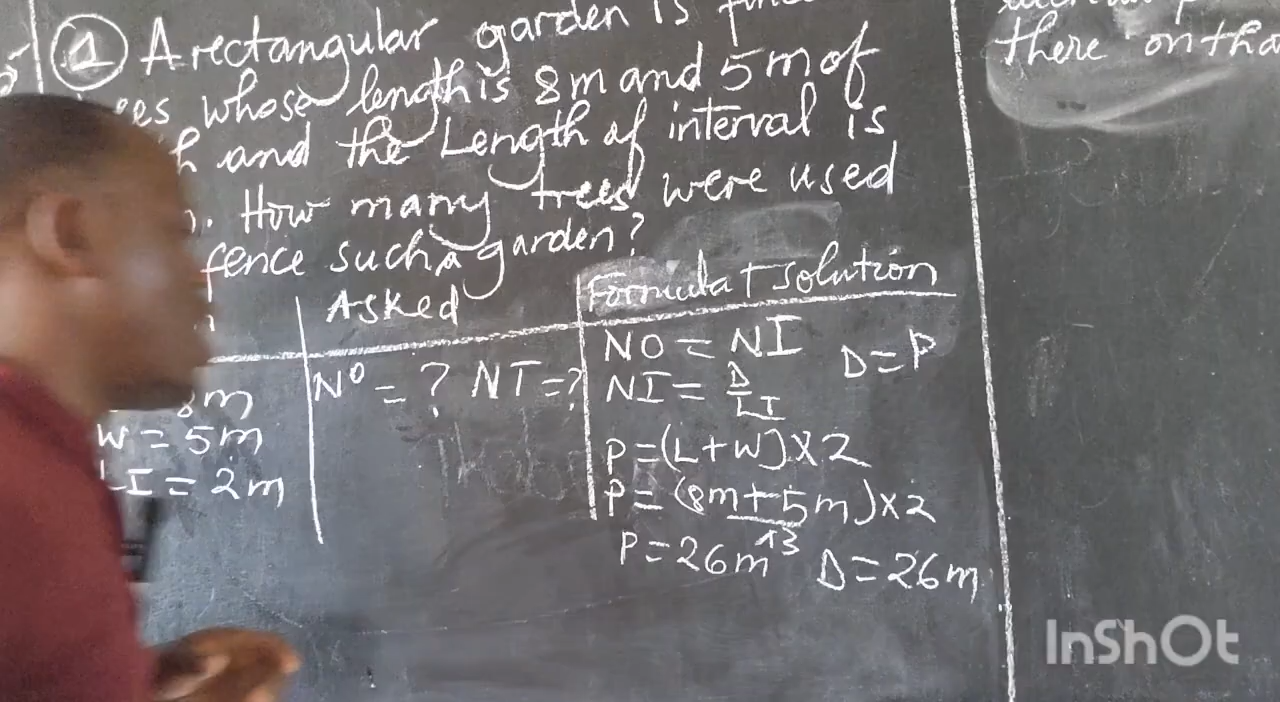 1 A rectangular garden is
whose length is 8m and 5m of
and the Length of interval is
How many trees were used
fence such a garden?
Asked
Formula + solution
8m
W = 5m
LI = 2m
Nº = ? NT = ?
NO = NI D = P
NI = D/LI
P = (L+W)×2
P = (8m+5m)×2
13
P = 26m D = 26m
there
InShOt